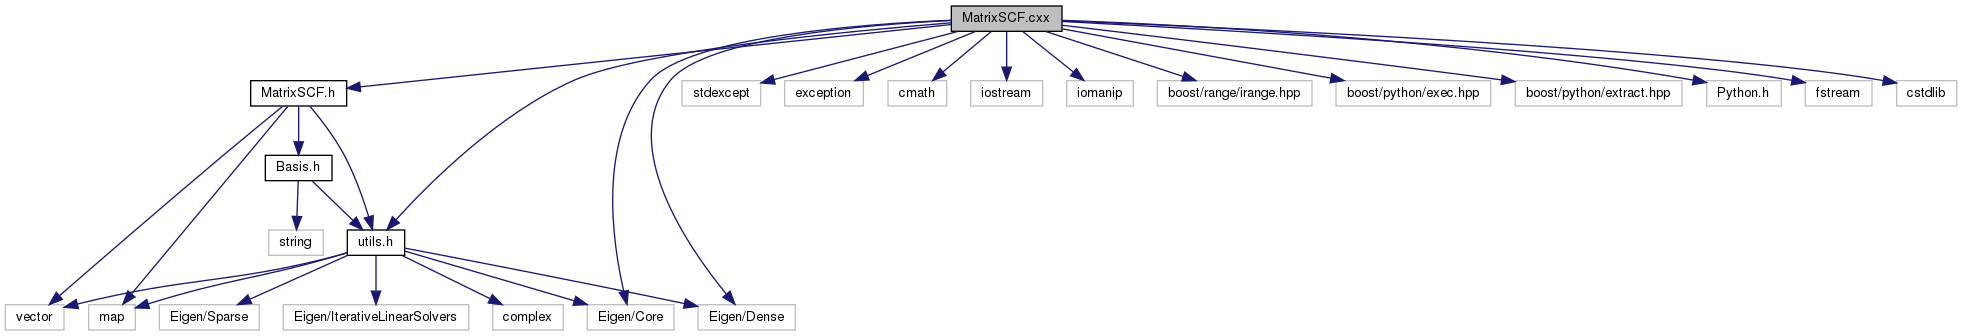 MatrixSCF.cxx
MatrixSCF.h
stdexcept
exception
cmath
iostream
iomanip
boost/range/irange.hpp
boost/python/exec.hpp
boost/python/extract.hpp
Python.h
fstream
cstdlib
Basis.h
string
utils.h
vector
map
Eigen/Sparse
Eigen/IterativeLinearSolvers
complex
Eigen/Core
Eigen/Dense